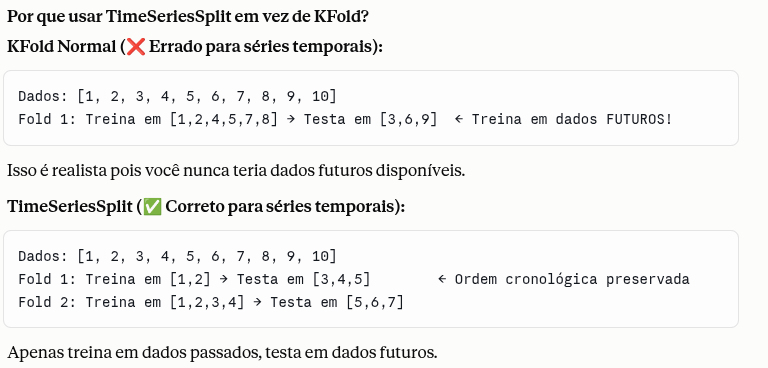 Por que usar TimeSeriesSplit em vez de KFold?
KFold Normal (❌ Errado para séries temporais):
Dados: [1, 2, 3, 4, 5, 6, 7, 8, 9, 10]
Fold 1: Treina em [1,2,4,5,7,8] → Testa em [3,6,9]  ← Treina em dados FUTUROS!
Isso é realista pois você nunca teria dados futuros disponíveis.
TimeSeriesSplit (✅ Correto para séries temporais):
Dados: [1, 2, 3, 4, 5, 6, 7, 8, 9, 10]
Fold 1: Treina em [1,2] → Testa em [3,4,5]        ← Ordem cronológica preservada
Fold 2: Treina em [1,2,3,4] → Testa em [5,6,7]
Apenas treina em dados passados, testa em dados futuros.